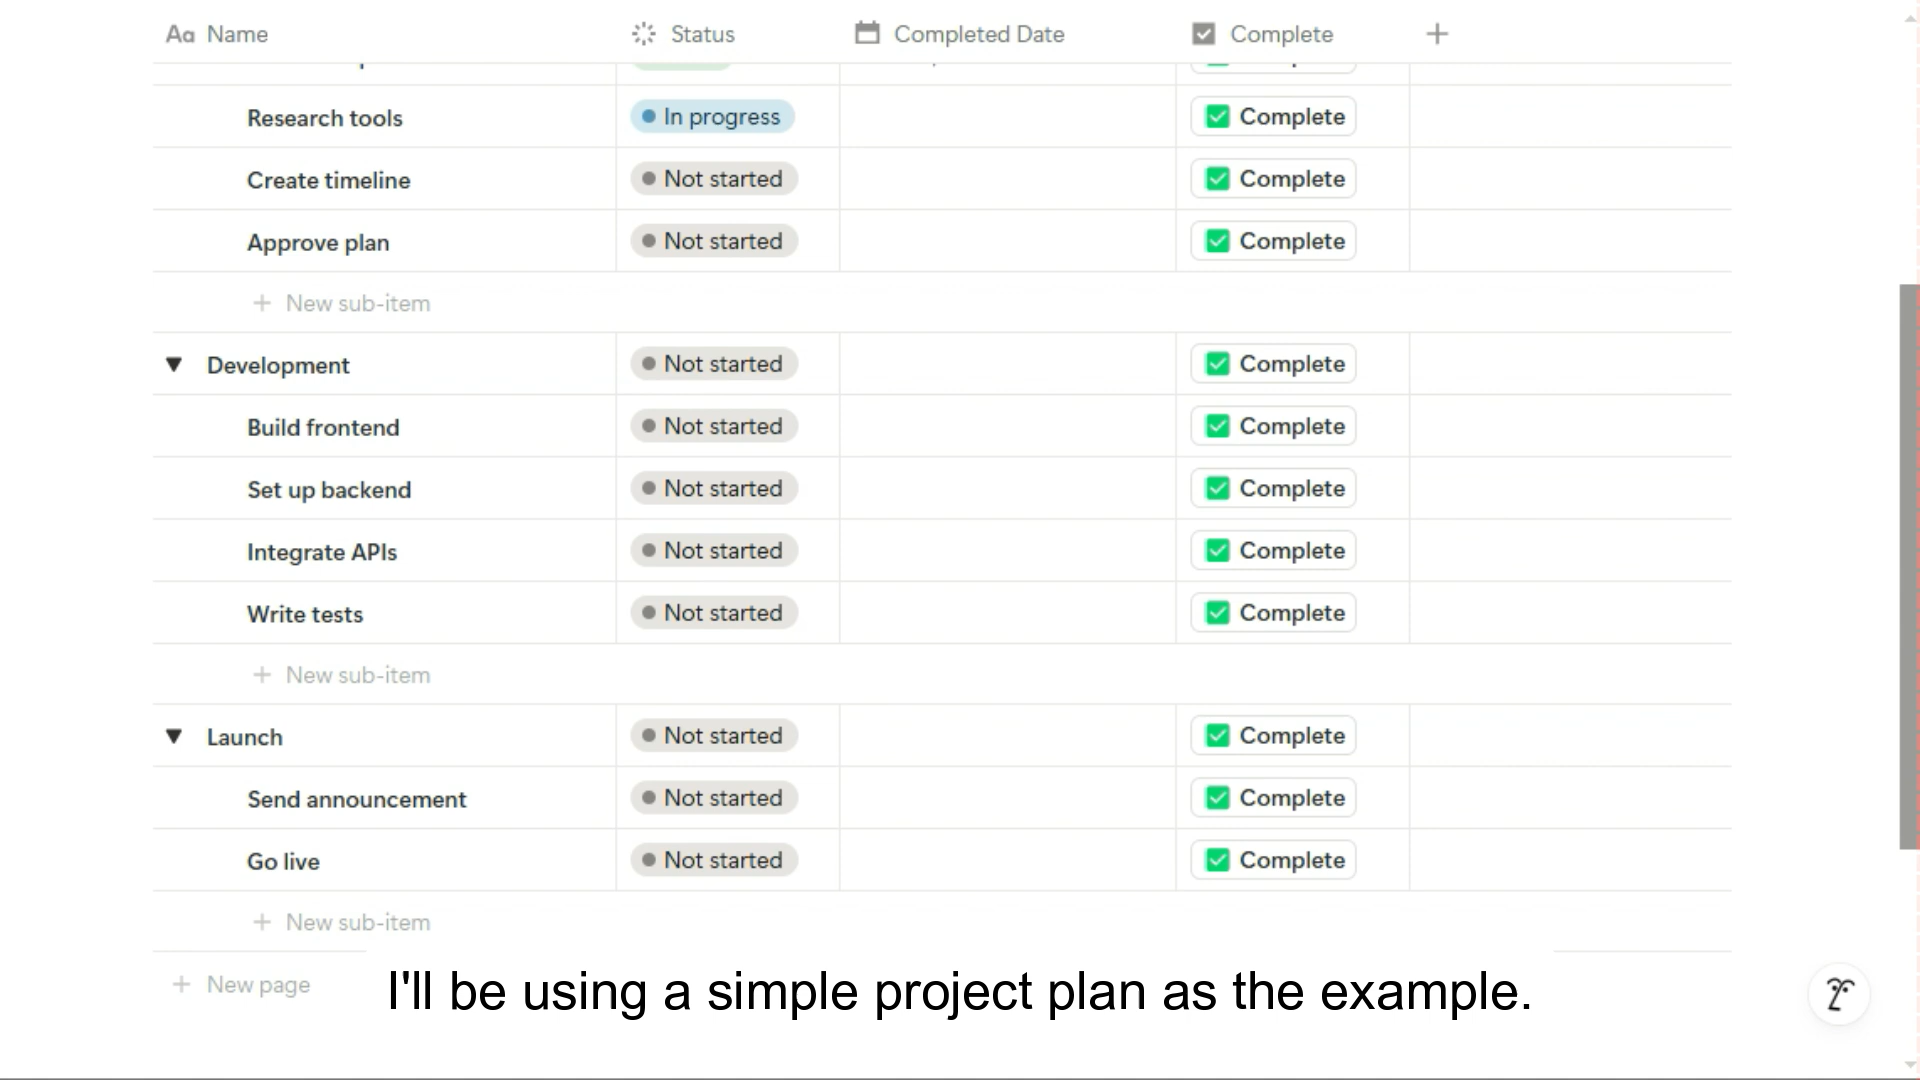 Aa Name Status Completed Date Complete
Research tools In progress Complete
Create timeline Not started Complete
Approve plan Not started Complete
+ New sub-item
Development Not started Complete
Build frontend Not started Complete
Set up backend Not started Complete
Integrate APIs Not started Complete
Write tests Not started Complete
+ New sub-item
Launch Not started Complete
Send announcement Not started Complete
Go live Not started Complete
+ New sub-item
+ New page
I'll be using a simple project plan as the example.